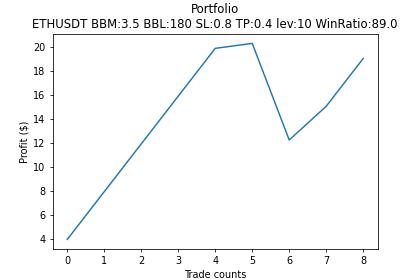 Portfolio
ETHUSDT BBM:3.5 BBL:180 SL:0.8 TP:0.4 lev:10 WinRatio:89.0
Profit ($)
20
18
16
14
12
10
8
6
4
0 1 2 3 4 5 6 7 8
Trade counts